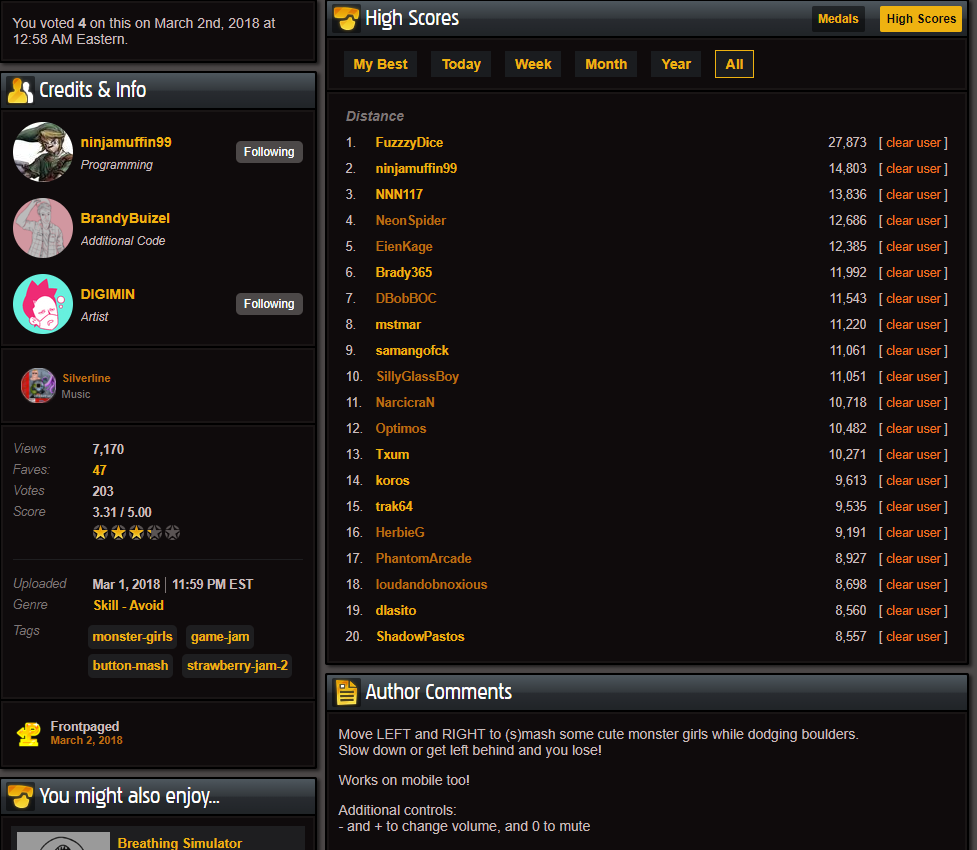 You voted 4 on this on March 2nd, 2018 at
12:58 AM Eastern.
Credits & Info
ninjamuffin99
Programming
Following
BrandyBuizel
Additional Code
DIGIMIN
Artist
Following
Silverline
Music
Views 7,170
Faves: 47
Votes 203
Score 3.31 / 5.00
Uploaded Mar 1, 2018 | 11:59 PM EST
Genre Skill - Avoid
Tags
monster-girls game-jam
button-mash strawberry-jam-2
Frontpaged
March 2, 2018
You might also enjoy...
Breathing Simulator
High Scores
Medals High Scores
My Best Today Week Month Year All
Distance
1. FuzzzyDice 27,873 [ clear user ]
2. ninjamuffin99 14,803 [ clear user ]
3. NNN117 13,836 [ clear user ]
4. NeonSpider 12,686 [ clear user ]
5. EienKage 12,385 [ clear user ]
6. Brady365 11,992 [ clear user ]
7. DBobBOC 11,543 [ clear user ]
8. mstmar 11,220 [ clear user ]
9. samangofck 11,061 [ clear user ]
10. SillyGlassBoy 11,051 [ clear user ]
11. NarcicraN 10,718 [ clear user ]
12. Optimos 10,482 [ clear user ]
13. Txum 10,271 [ clear user ]
14. koros 9,613 [ clear user ]
15. trak64 9,535 [ clear user ]
16. HerbieG 9,191 [ clear user ]
17. PhantomArcade 8,927 [ clear user ]
18. loudandobnoxious 8,698 [ clear user ]
19. dlasito 8,560 [ clear user ]
20. ShadowPastos 8,557 [ clear user ]
Author Comments
Move LEFT and RIGHT to (s)mash some cute monster girls while dodging boulders.
Slow down or get left behind and you lose!
Works on mobile too!
Additional controls:
- and + to change volume, and 0 to mute